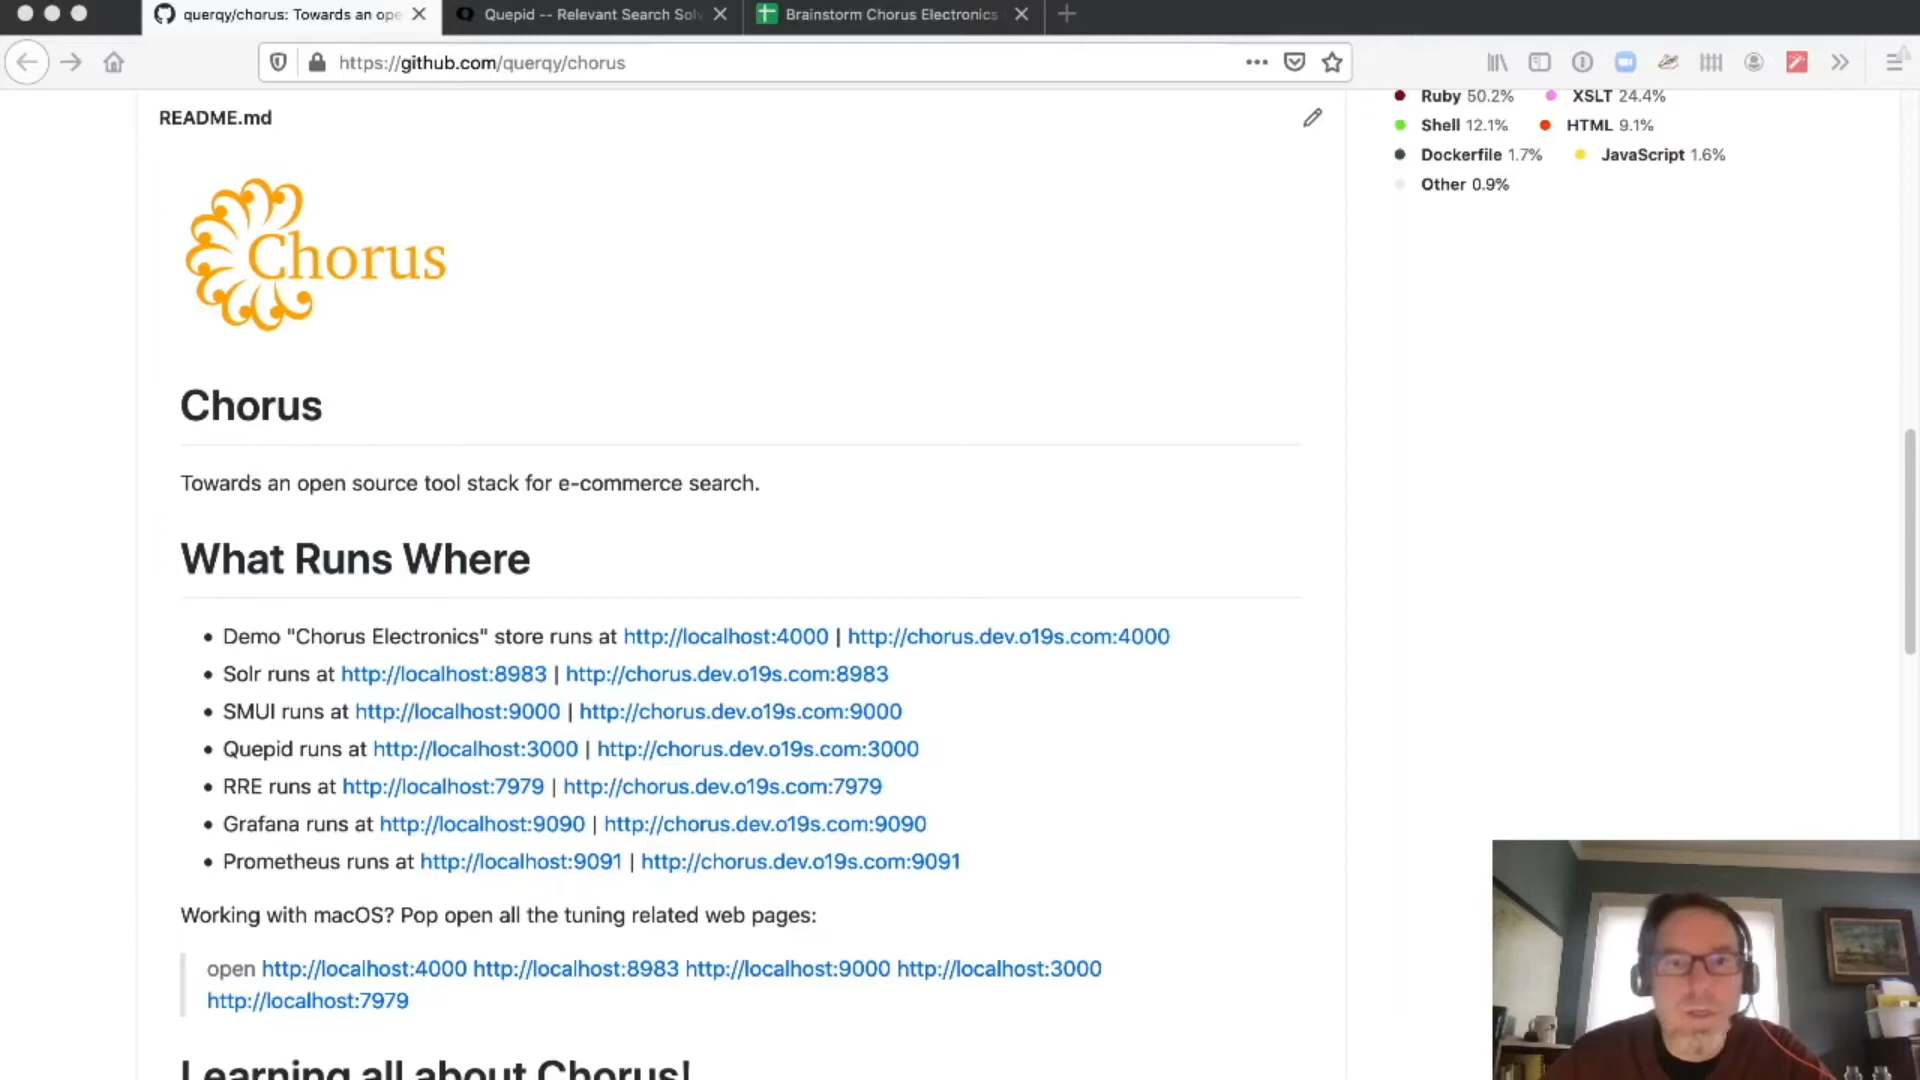 querqy/chorus: Towards an ope
Quepid -- Relevant Search Sol
Brainstorm Chorus Electronics
https://github.com/querqy/chorus
README.md
Ruby 50.2% XSLT 24.4%
Shell 12.1% HTML 9.1%
Dockerfile 1.7% JavaScript 1.6%
Other 0.9%
Chorus
Chorus
Towards an open source tool stack for e-commerce search.
What Runs Where
• Demo "Chorus Electronics" store runs at http://localhost:4000 | http://chorus.dev.o19s.com:4000
• Solr runs at http://localhost:8983 | http://chorus.dev.o19s.com:8983
• SMUI runs at http://localhost:9000 | http://chorus.dev.o19s.com:9000
• Quepid runs at http://localhost:3000 | http://chorus.dev.o19s.com:3000
• RRE runs at http://localhost:7979 | http://chorus.dev.o19s.com:7979
• Grafana runs at http://localhost:9090 | http://chorus.dev.o19s.com:9090
• Prometheus runs at http://localhost:9091 | http://chorus.dev.o19s.com:9091
Working with macOS? Pop open all the tuning related web pages:
open http://localhost:4000 http://localhost:8983 http://localhost:9000 http://localhost:3000
http://localhost:7979
Learning all about Chorus!